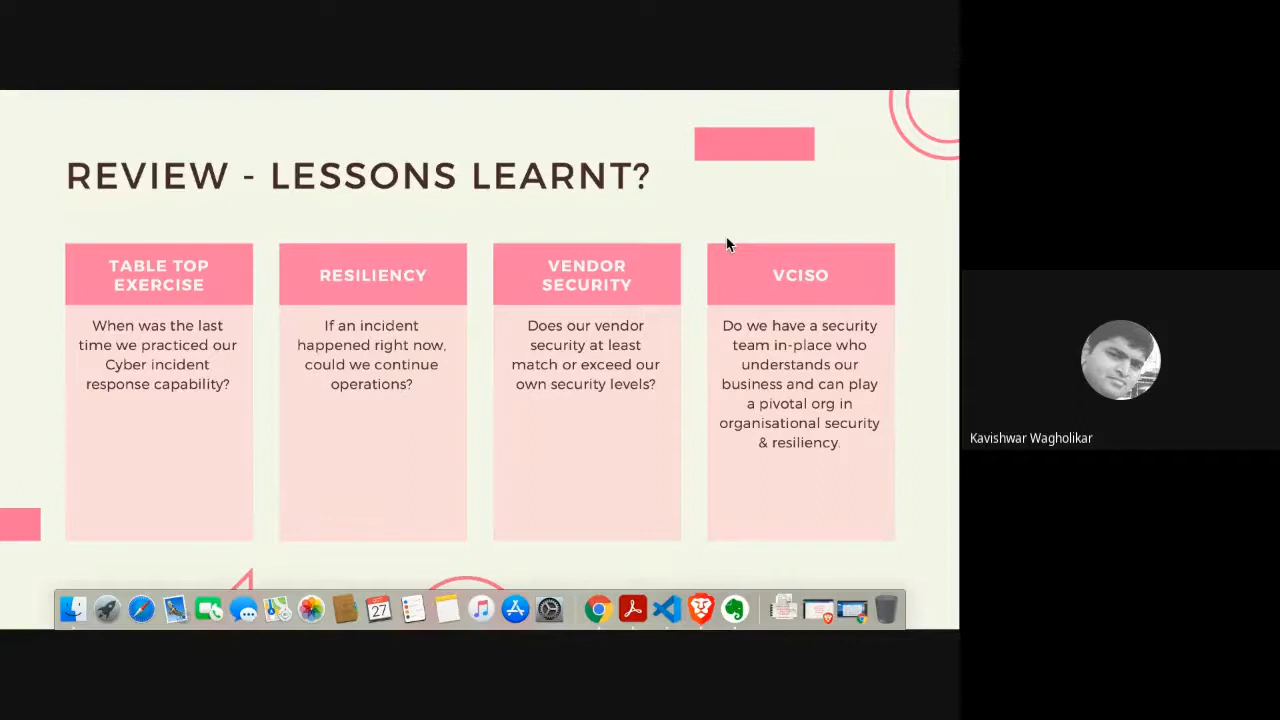 REVIEW - LESSONS LEARNT?
TABLE TOP
EXERCISE
When was the last
time we practiced our
Cyber incident
response capability?
RESILIENCY
If an incident
happened right now,
could we continue
operations?
VENDOR
SECURITY
Does our vendor
security at least
match or exceed our
own security levels?
VCISO
Do we have a security
team in-place who
understands our
business and can play
a pivotal org in
organisational security
& resiliency.
27
Kavishwar Wagholikar